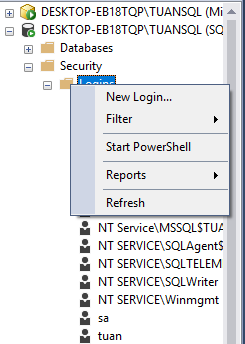 DESKTOP-EB18TQP\TUANSQL (Mi
DESKTOP-EB18TQP\TUANSQL (SQ
Databases
Security
Logins
New Login...
Filter
Start PowerShell
Reports
Refresh
NT Service\MSSQL$TUA
NT SERVICE\SQLAgent$
NT SERVICE\SQLTELEM
NT SERVICE\SQLWriter
NT SERVICE\Winmgmt
sa
tuan